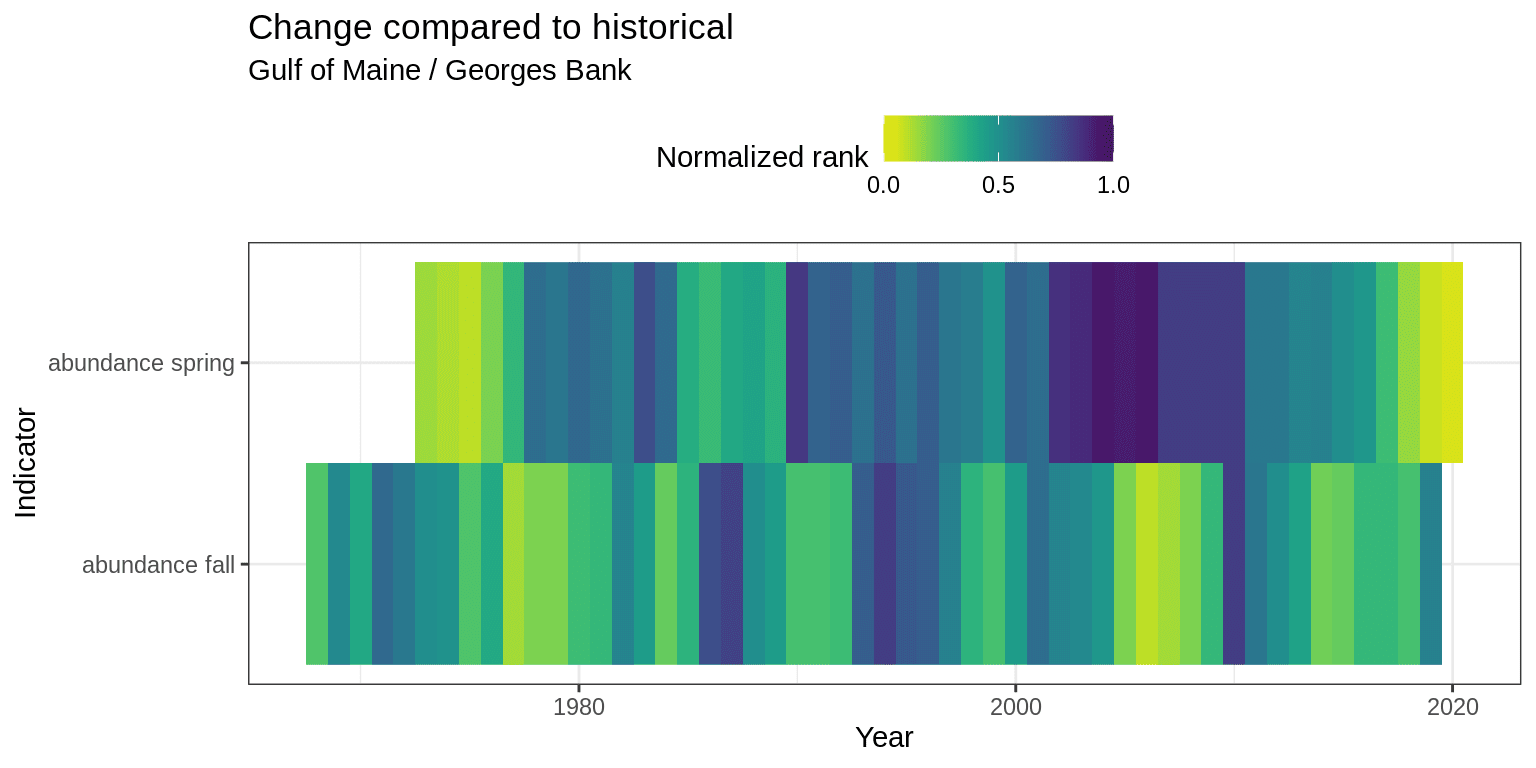 Change compared to historical
Gulf of Maine / Georges Bank
Normalized rank
0.0 0.5 1.0
abundance spring
abundance fall
Indicator
1980 2000 2020
Year